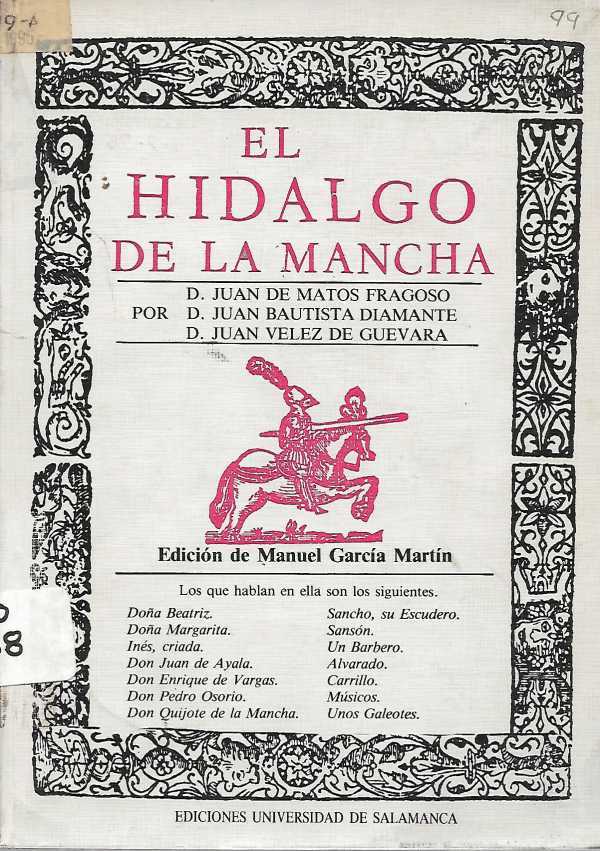 9-A
99
EL
HIDALGO
DE LA MANCHA
D. JUAN DE MATOS FRAGOSO
POR D. JUAN BAUTISTA DIAMANTE
D. JUAN VELEZ DE GUEVARA
Edición de Manuel García Martín
Los que hablan en ella son los siguientes.
Doña Beatriz. Sancho, su Escudero.
Doña Margarita. Sansón.
Inés, criada. Un Barbero.
Don Juan de Ayala. Alvarado.
Don Enrique de Vargas. Carrillo.
Don Pedro Osorio. Músicos.
Don Quijote de la Mancha. Unos Galeotes.
8
EDICIONES UNIVERSIDAD DE SALAMANCA